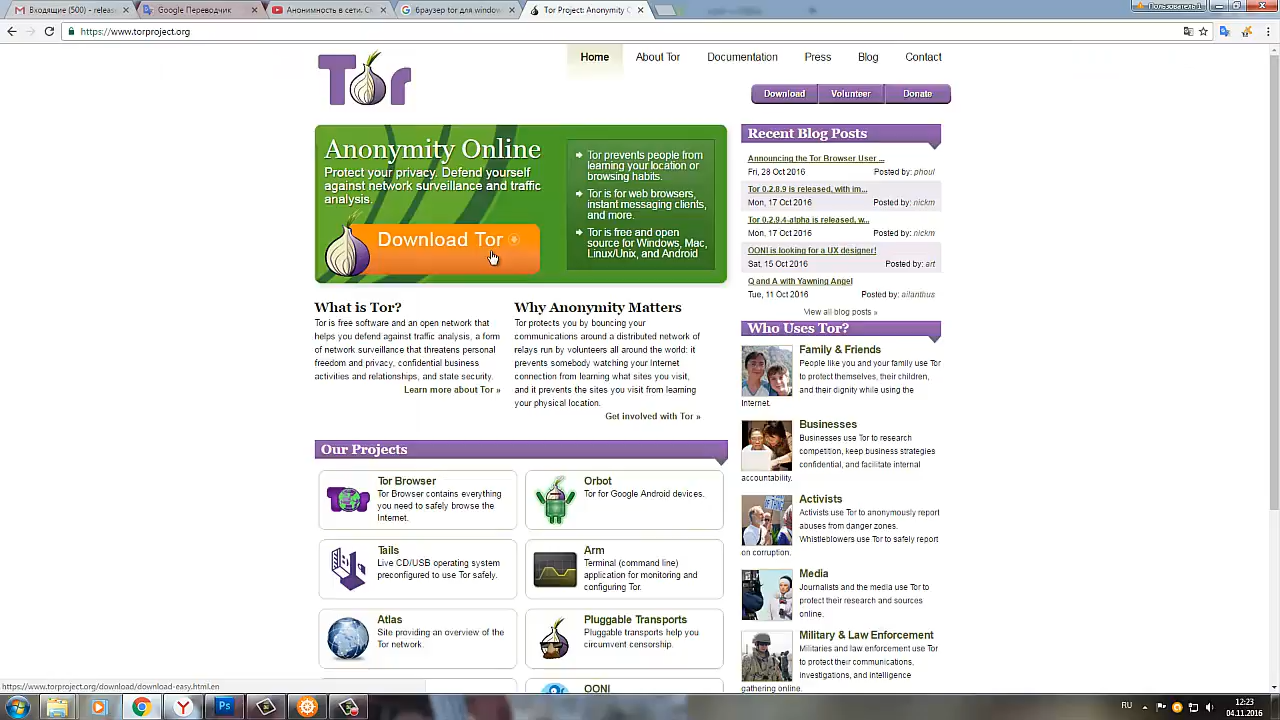 Входящие (500) - releas
Google Переводчик
Анонимность в сети. Ск
браузер tor для window
Tor Project: Anonymity O
Пользователь 1
https://www.torproject.org
Tor
Home
About Tor
Documentation
Press
Blog
Contact
Download
Volunteer
Donate
Anonymity Online
Protect your privacy. Defend yourself
against network surveillance and traffic
analysis.
Download Tor
Tor prevents people from
learning your location or
browsing habits.
Tor is for web browsers,
instant messaging clients,
and more.
Tor is free and open
source for Windows, Mac,
Linux/Unix, and Android
What is Tor?
Tor is free software and an open network that
helps you defend against traffic analysis, a form
of network surveillance that threatens personal
freedom and privacy, confidential business
activities and relationships, and state security.
Learn more about Tor »
Why Anonymity Matters
Tor protects you by bouncing your
communications around a distributed network of
relays run by volunteers all around the world: it
prevents somebody watching your Internet
connection from learning what sites you visit,
and it prevents the sites you visit from learning
your physical location.
Get involved with Tor »
Our Projects
Tor Browser
Tor Browser contains everything
you need to safely browse the
Internet.
Orbot
Tor for Google Android devices.
Tails
Live CD/USB operating system
preconfigured to use Tor safely.
Arm
Terminal (command line)
application for monitoring and
configuring Tor.
Atlas
Site providing an overview of the
Tor network.
Pluggable Transports
Pluggable transports help you
circumvent censorship.
OONI
Recent Blog Posts
Announcing the Tor Browser User ...
Fri, 28 Oct 2016 Posted by: phoul
Tor 0.2.8.9 is released, with im...
Mon, 17 Oct 2016 Posted by: nickm
Tor 0.2.9.4-alpha is released, w...
Mon, 17 Oct 2016 Posted by: nickm
OONI is looking for a UX designer!
Sat, 15 Oct 2016 Posted by: art
Q and A with Yawning Angel
Tue, 11 Oct 2016 Posted by: ailanthus
View all blog posts »
Who Uses Tor?
Family & Friends
People like you and your family use Tor
to protect themselves, their children,
and their dignity while using the
Internet.
Businesses
Businesses use Tor to research
competition, keep business strategies
confidential, and facilitate internal
accountability.
Activists
Activists use Tor to anonymously report
abuses from danger zones.
Whistleblowers use Tor to safely report
on corruption.
Media
Journalists and the media use Tor to
protect their research and sources
online.
Military & Law Enforcement
Militaries and law enforcement use Tor
to protect their communications,
investigations, and intelligence
gathering online.
https://www.torproject.org/download/download-easy.html.en
Ps
RU
12:23
04.11.2016